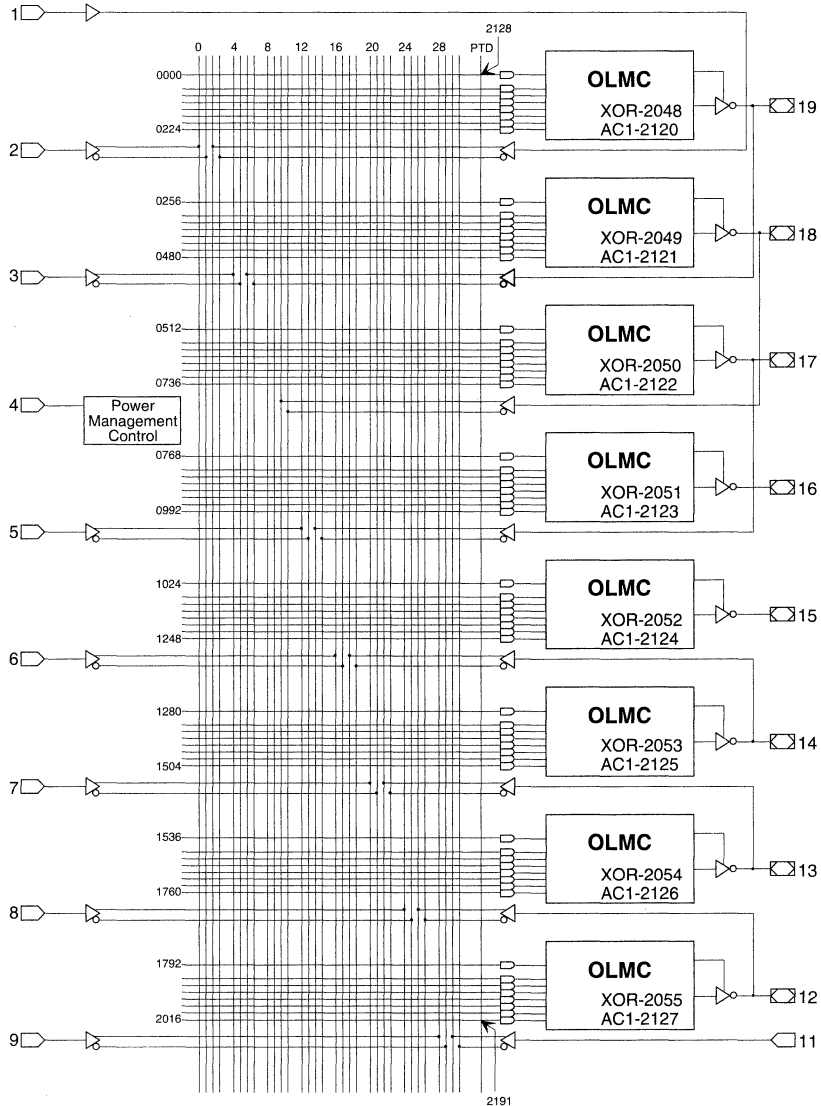 1
2128
0 4 8 12 16 20 24 28 PTD
0000
OLMC
XOR-2048
AC1-2120
19
0224
2
0256
OLMC
XOR-2049
AC1-2121
18
0480
3
0512
OLMC
XOR-2050
AC1-2122
17
0736
4
Power
Management
Control
0768
OLMC
XOR-2051
AC1-2123
16
0992
5
1024
OLMC
XOR-2052
AC1-2124
15
1248
6
1280
OLMC
XOR-2053
AC1-2125
14
1504
7
1536
OLMC
XOR-2054
AC1-2126
13
1760
8
1792
OLMC
XOR-2055
AC1-2127
12
2016
9
11
2191